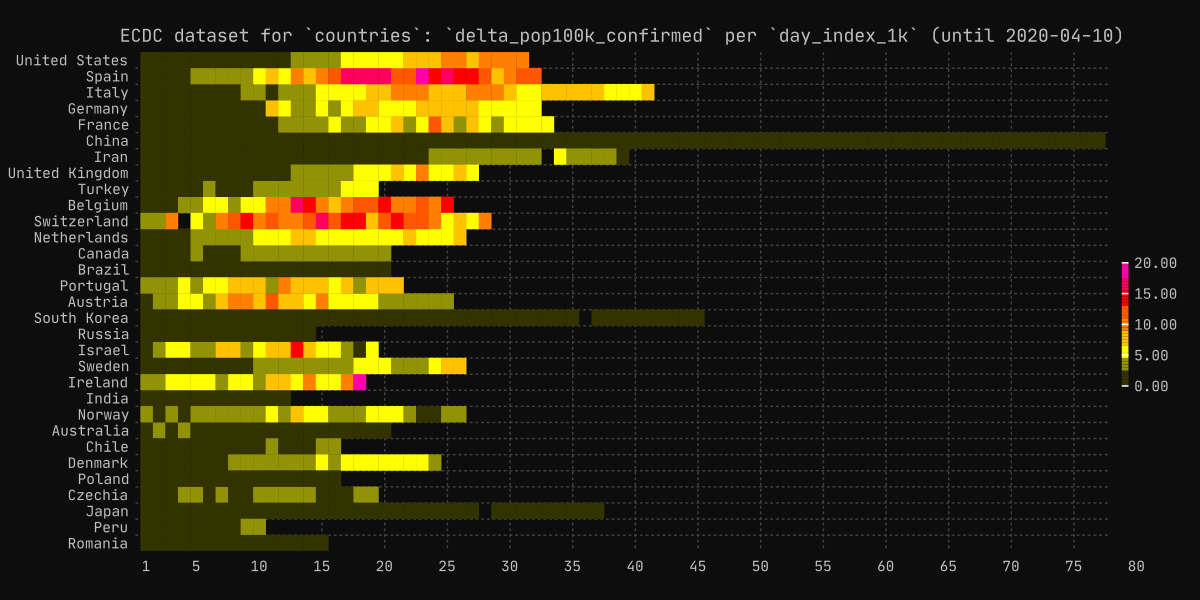 ECDC dataset for `countries`: `delta_pop100k_confirmed` per `day_index_1k` (until 2020-04-10)
United States
Spain
Italy
Germany
France
China
Iran
United Kingdom
Turkey
Belgium
Switzerland
Netherlands
Canada
Brazil
Portugal
Austria
South Korea
Russia
Israel
Sweden
Ireland
India
Norway
Australia
Chile
Denmark
Poland
Czechia
Japan
Peru
Romania
20.00
15.00
10.00
5.00
0.00
1 5 10 15 20 25 30 35 40 45 50 55 60 65 70 75 80